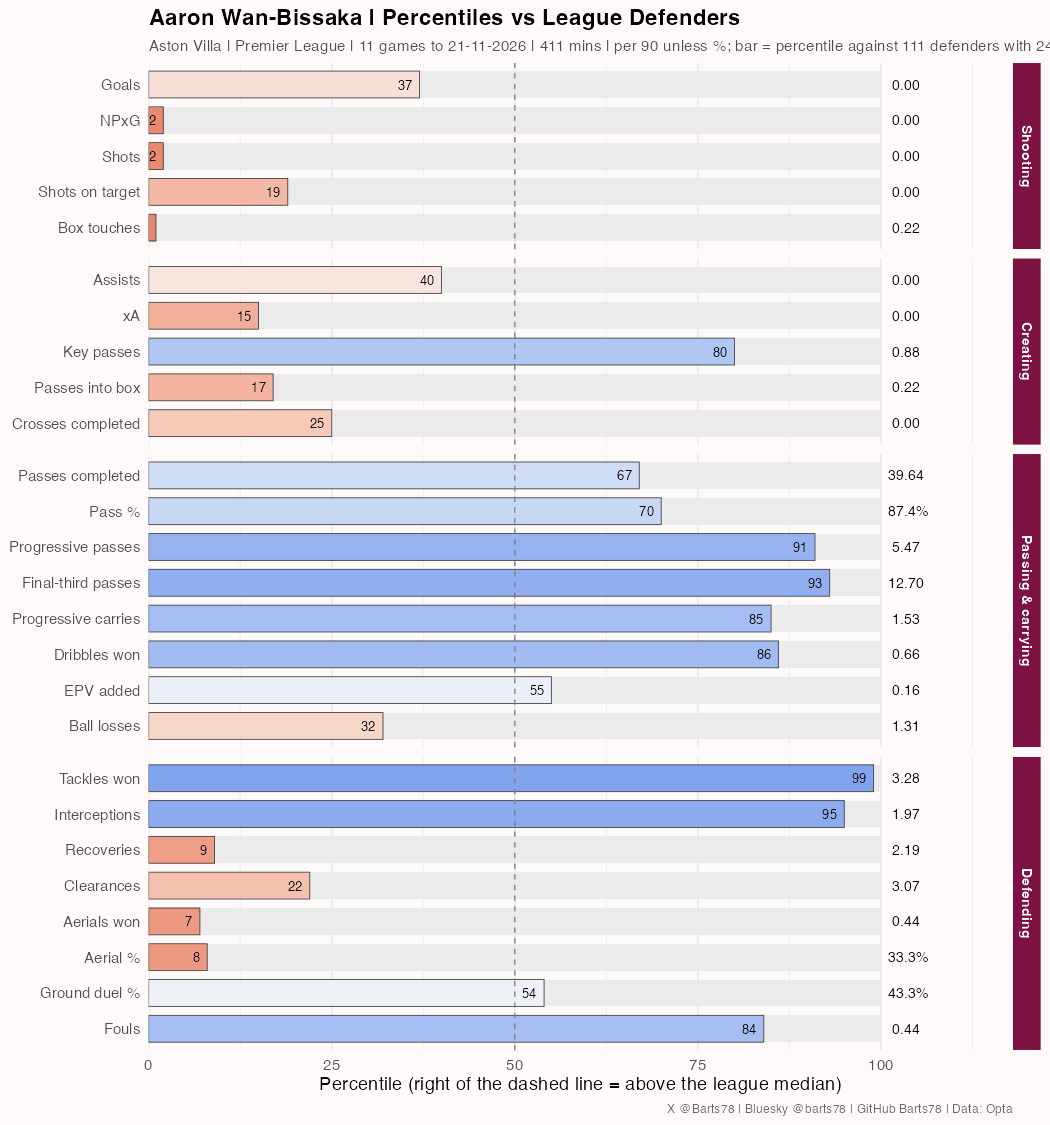 Aaron Wan-Bissaka | Percentiles vs League Defenders
Aston Villa | Premier League | 11 games to 21-11-2026 | 411 mins | per 90 unless %; bar = percentile against 111 defenders with 24
Goals 37 0.00
NPxG 2 0.00
Shots 2 0.00
Shots on target 19 0.00
Box touches 0.22
Shooting
Assists 40 0.00
xA 15 0.00
Key passes 80 0.88
Passes into box 17 0.22
Crosses completed 25 0.00
Creating
Passes completed 67 39.64
Pass % 70 87.4%
Progressive passes 91 5.47
Final-third passes 93 12.70
Progressive carries 85 1.53
Dribbles won 86 0.66
EPV added 55 0.16
Ball losses 32 1.31
Passing & carrying
Tackles won 99 3.28
Interceptions 95 1.97
Recoveries 9 2.19
Clearances 22 3.07
Aerials won 7 0.44
Aerial % 8 33.3%
Ground duel % 54 43.3%
Fouls 84 0.44
Defending
0 25 50 75 100
Percentile (right of the dashed line = above the league median)
X @Barts78 | Bluesky @barts78 | GitHub Barts78 | Data: Opta